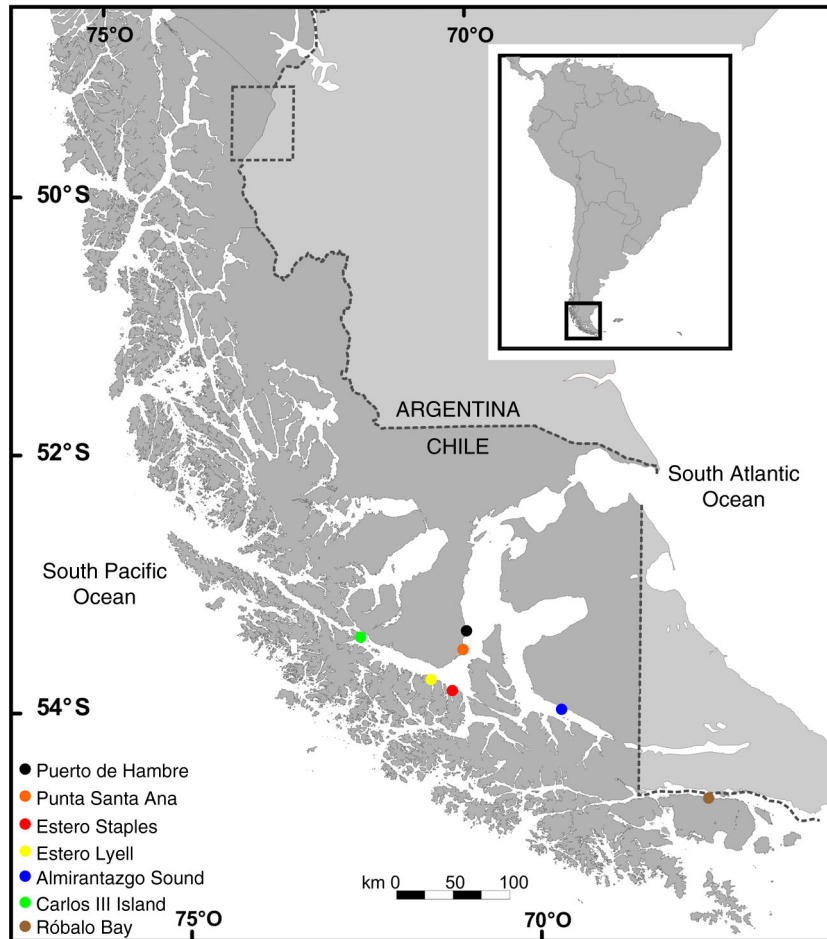 75°O
70°O
50°S
ARGENTINA
CHILE
52°S
South Atlantic
Ocean
South Pacific
Ocean
54°S
Puerto de Hambre
Punta Santa Ana
Estero Staples
Estero Lyell
Almirantazgo Sound
Carlos III Island
Róbalo Bay
km 0 50 100
75°O
70°O